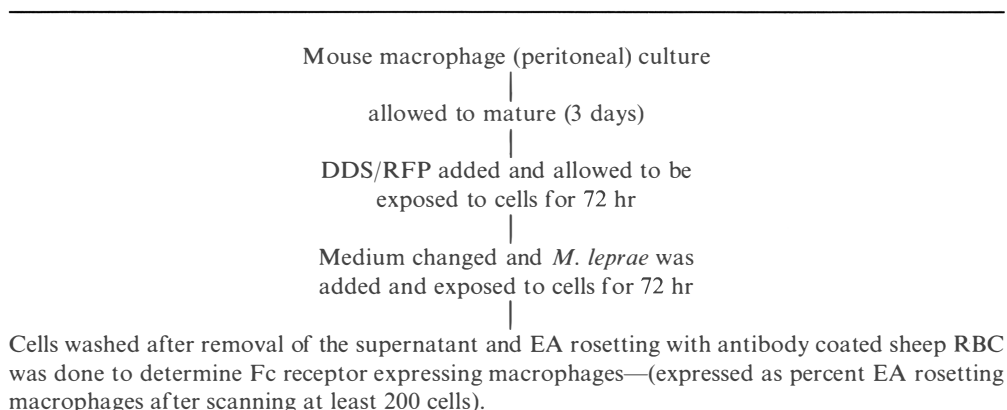 Mouse macrophage (peritoneal) culture
allowed to mature (3 days)
DDS/RFP added and allowed to be
exposed to cells for 72 hr
Medium changed and M. leprae was
added and exposed to cells for 72 hr
Cells washed after removal of the supernatant and EA rosetting with antibody coated sheep RBC
was done to determine Fc receptor expressing macrophages—(expressed as percent EA rosetting
macrophages after scanning at least 200 cells).